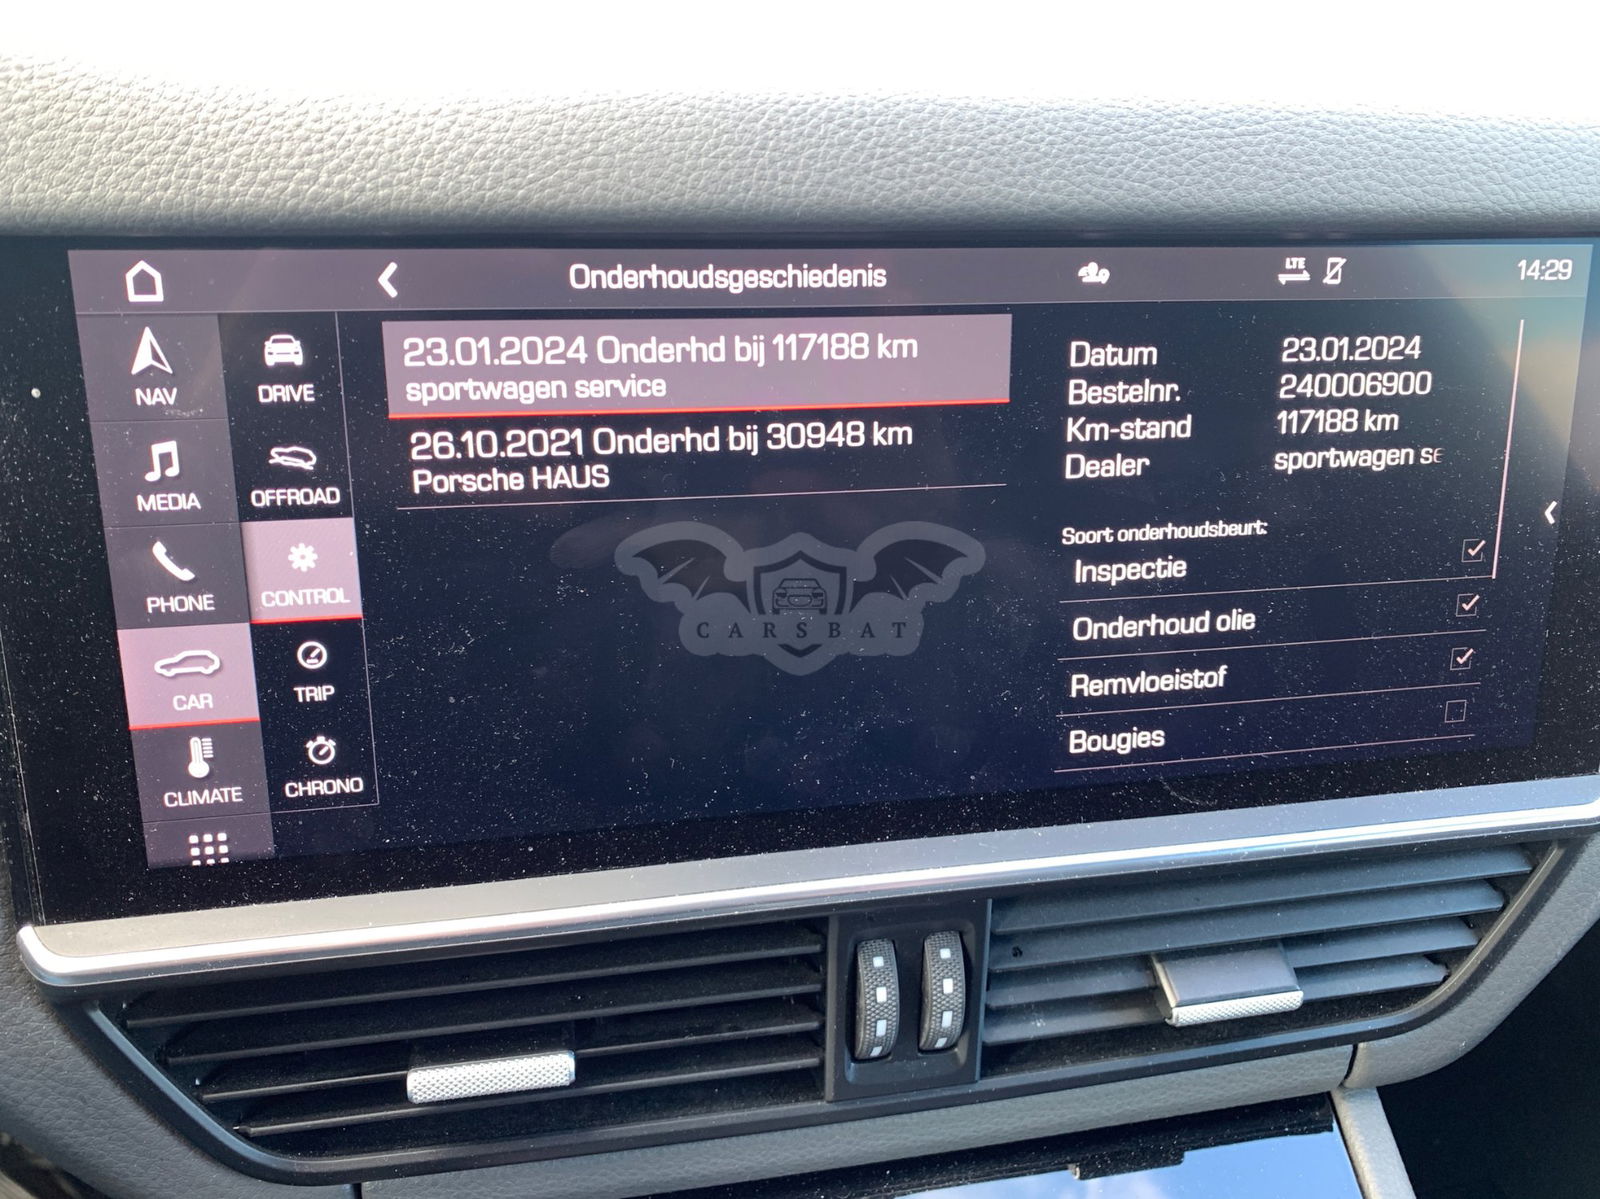 Onderhoudsgeschiedenis
LTE
14:29
NAV
MEDIA
PHONE
CAR
CLIMATE
DRIVE
OFFROAD
CONTROL
TRIP
CHRONO
23.01.2024 Onderhd bij 117188 km
sportwagen service
26.10.2021 Onderhd bij 30948 km
Porsche HAUS
Datum 23.01.2024
Bestelnr. 240006900
Km-stand 117188 km
Dealer sportwagen se
Soort onderhoudsbeurt:
Inspectie
Onderhoud olie
Remvloeistof
Bougies
CARSBAT